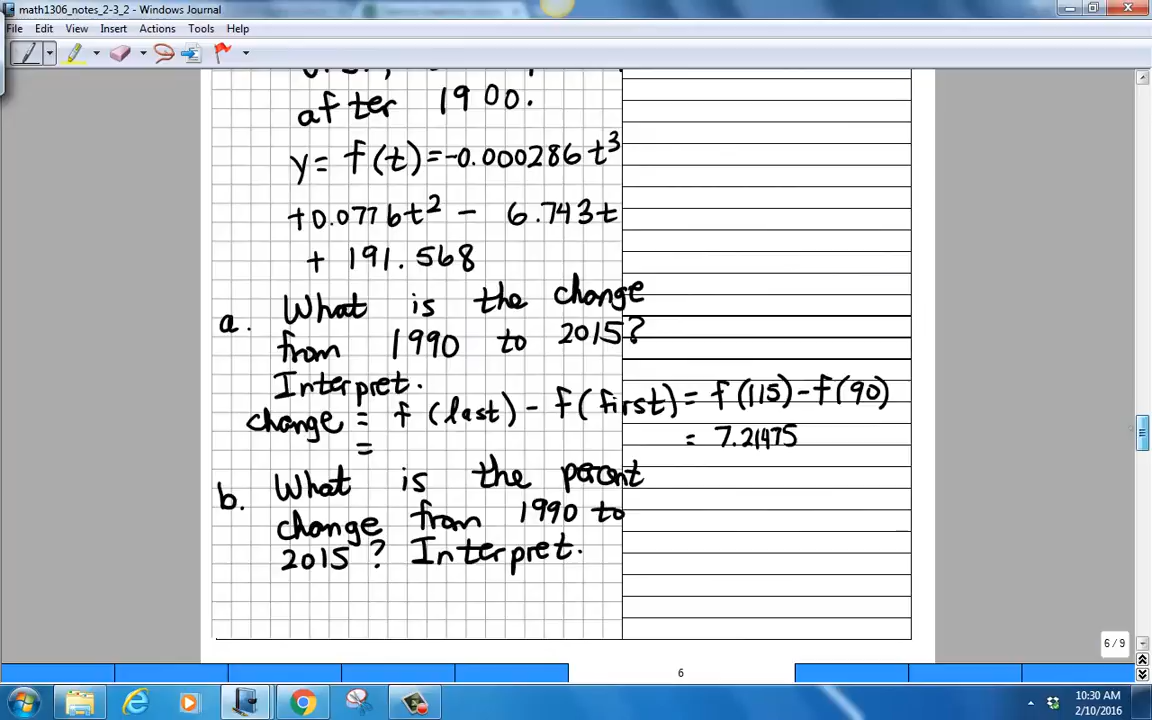 math1306_notes_2-3_2 - Windows Journal
File Edit View Insert Actions Tools Help
after 1900.
y = f(t) = -0.000286t³
+0.0776t² - 6.743t
+ 191.568
a. What is the change
from 1990 to 2015?
Interpret.
change = f(last) - f(first) = f(115) - f(90)
= = 7.21475
b. What is the percent
change from 1990 to
2015? Interpret.
6 / 9
6
10:30 AM
2/10/2016